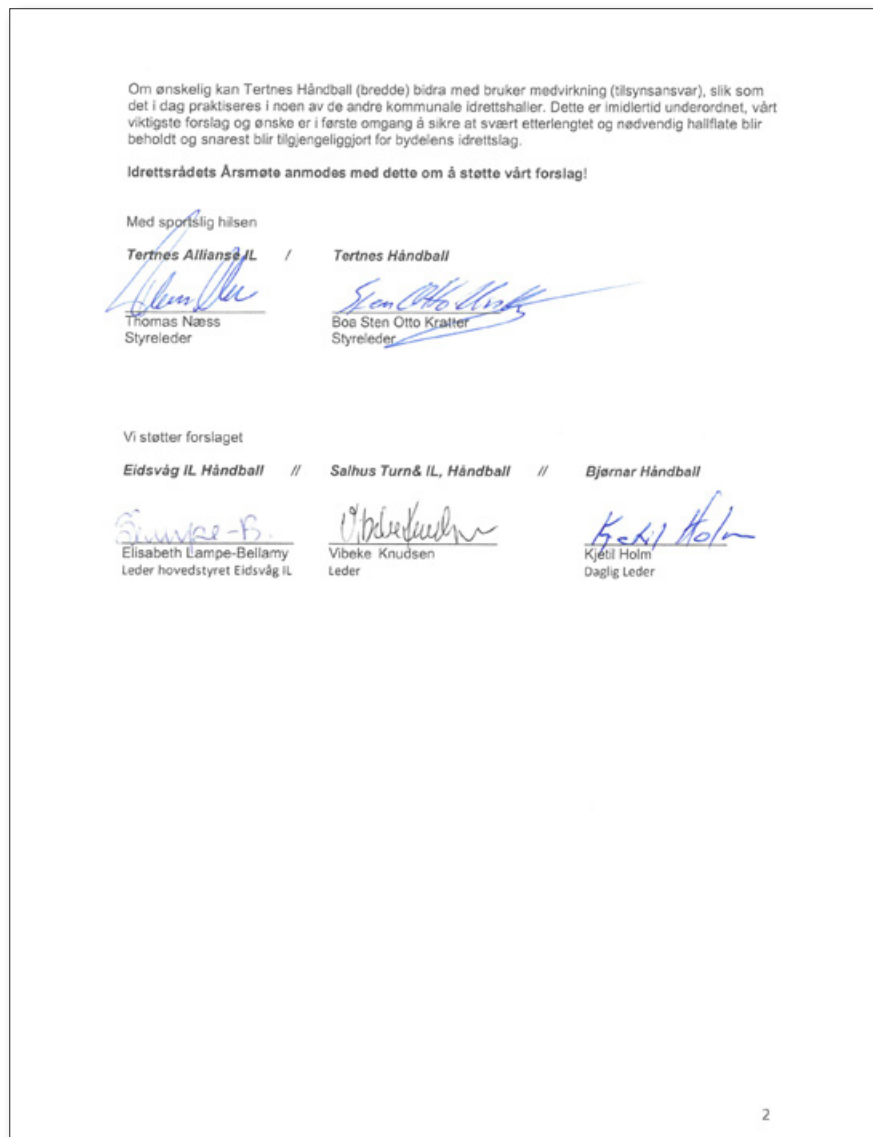 Om ønskelig kan Tertnes Håndball (bredde) bidra med bruker medvirkning (tilsynsansvar), slik som
det i dag praktiseres i noen av de andre kommunale idrettshaller. Dette er imidlertid underordnet, vårt
viktigste forslag og ønske er i første omgang å sikre at svært etterlengtet og nødvendig hallflate blir
beholdt og snarest blir tilgjengeliggjort for bydelens idrettslag.
Idrettsrådets Årsmøte anmodes med dette om å støtte vårt forslag!
Med sportslig hilsen
Tertnes Allianse IL / Tertnes Håndball
Sten Otto
Thomas Næss Boa Sten Otto Kratter
Styreleder Styreleder
Vi støtter forslaget
Eidsvåg IL Håndball // Salhus Turn& IL, Håndball // Bjørnar Håndball
Vibeke Knudsen Kjetil Holm
Elisabeth Lampe-Bellamy Vibeke Knudsen Kjetil Holm
Leder hovedstyret Eidsvåg IL Leder Daglig Leder
2